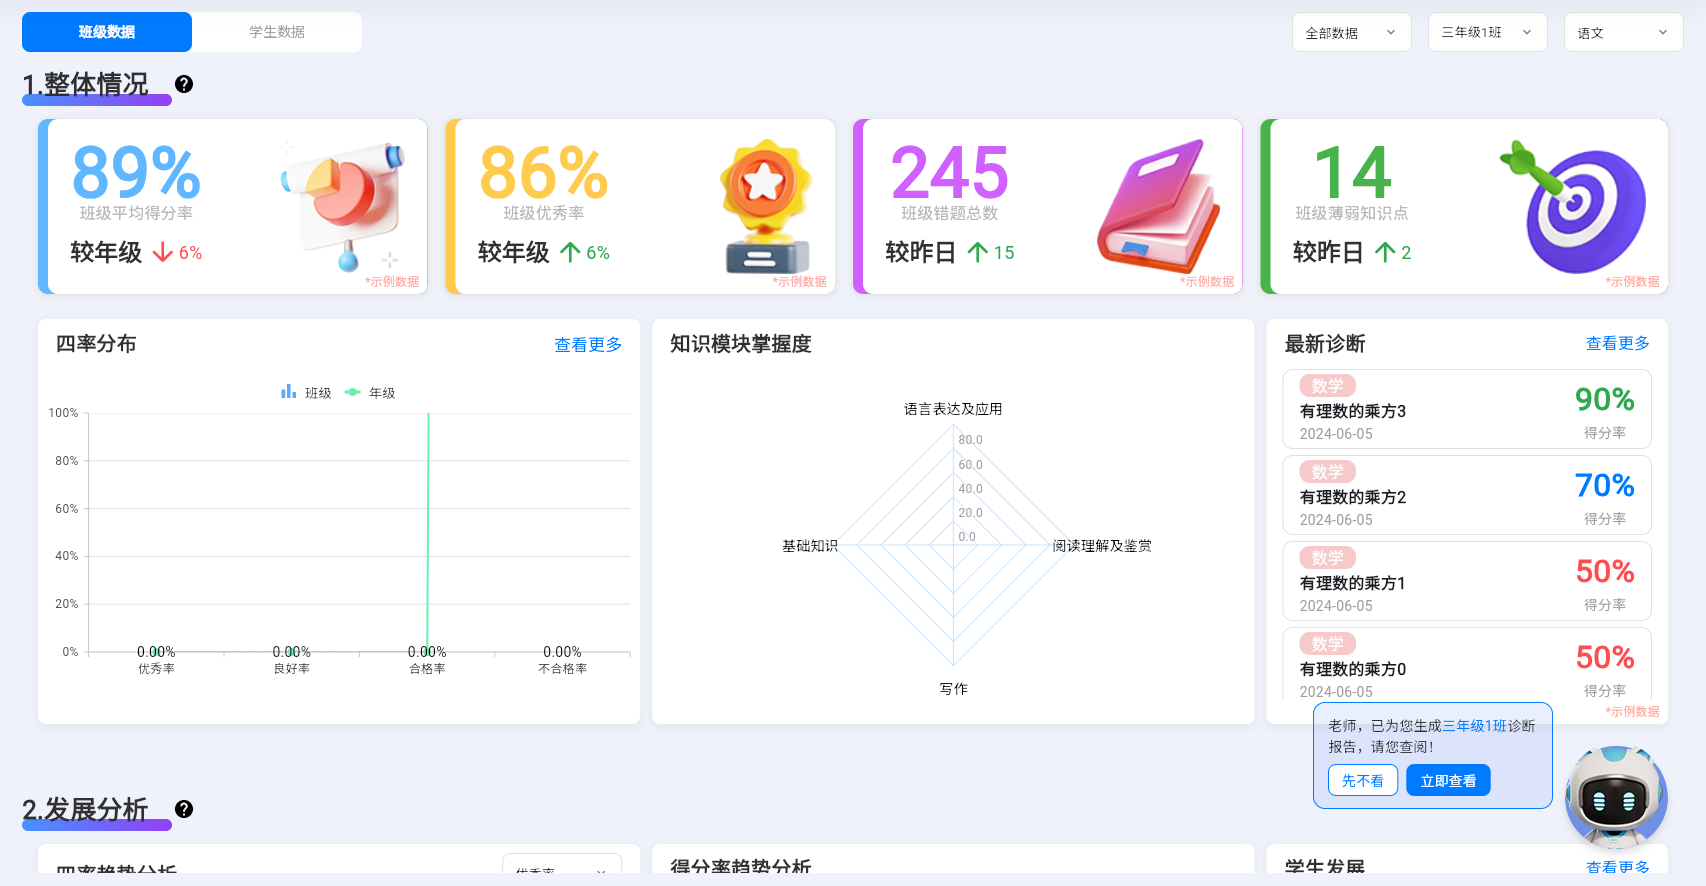 班级数据
学生数据
全部数据
三年级1班
语文
1.整体情况
?
89%
班级平均得分率
较年级 6%
*示例数据
86%
班级优秀率
较年级 6%
*示例数据
245
班级错题总数
较昨日 15
*示例数据
14
班级薄弱知识点
较昨日 2
*示例数据
四率分布
查看更多
班级
年级
100%
80%
60%
40%
20%
0%
0.00%
0.00%
0.00%
0.00%
优秀率
良好率
合格率
不合格率
知识模块掌握度
语言表达及应用
80.0
60.0
40.0
20.0
0.0
基础知识
阅读理解及鉴赏
写作
最新诊断
查看更多
数学
有理数的乘方3
2024-06-05
90%
得分率
数学
有理数的乘方2
2024-06-05
70%
得分率
数学
有理数的乘方1
2024-06-05
50%
得分率
数学
有理数的乘方0
2024-06-05
50%
得分率
*示例数据
老师，已为您生成三年级1班诊断
报告，请您查阅！
先不看
立即查看
2.发展分析
?
四率趋势分析
优秀率
得分率趋势分析
学生发展
查看更多